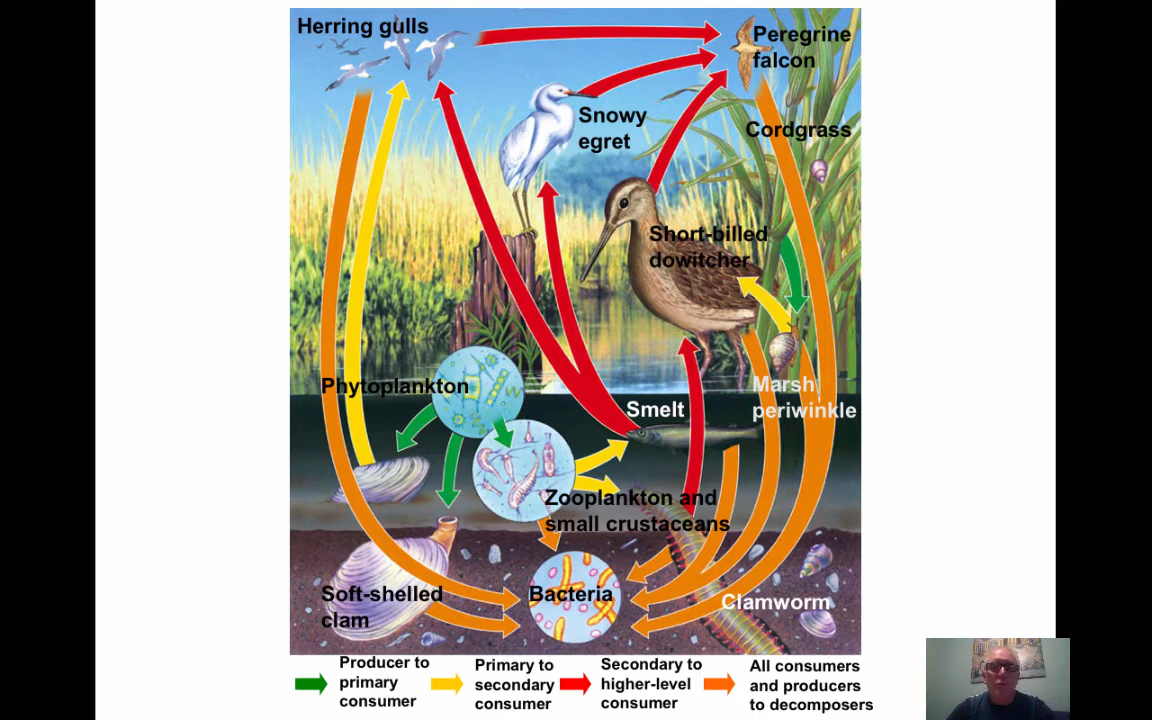 Herring gulls
Peregrine
falcon
Snowy
egret
Cordgrass
Short-billed
dowitcher
Phytoplankton
Marsh
periwinkle
Smelt
Zooplankton and
small crustaceans
Soft-shelled
clam
Bacteria
Clamworm
Producer to
primary
consumer
Primary to
secondary
consumer
Secondary to
higher-level
consumer
All consumers
and producers
to decomposers